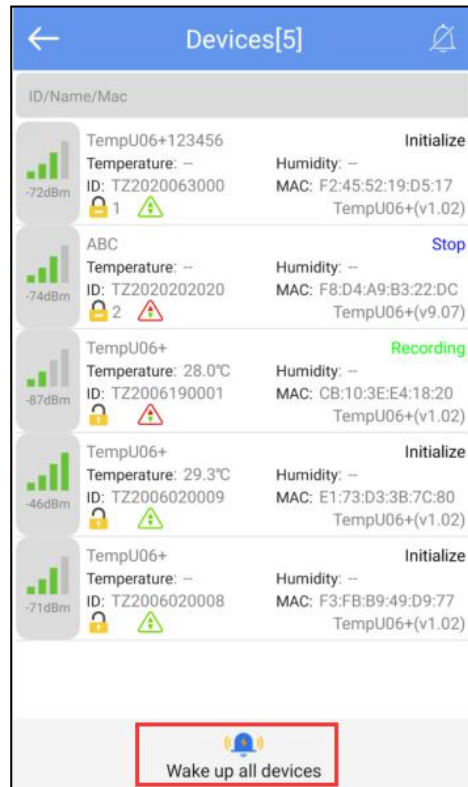 Devices[5]
ID/Name/Mac
TempU06+123456 Initialize
Temperature: -- Humidity: --
-72dBm ID: TZ2020063000 MAC: F2:45:52:19:D5:17
1 TempU06+(v1.02)
ABC Stop
Temperature: -- Humidity: --
-74dBm ID: TZ2020202020 MAC: F8:D4:A9:B3:22:DC
2 TempU06+(v9.07)
TempU06+ Recording
Temperature: 28.0℃ Humidity: --
-87dBm ID: TZ2006190001 MAC: CB:10:3E:E4:18:20
TempU06+(v1.02)
TempU06+ Initialize
Temperature: 29.3℃ Humidity: --
-46dBm ID: TZ2006020009 MAC: E1:73:D3:3B:7C:80
TempU06+(v1.02)
TempU06+ Initialize
Temperature: -- Humidity: --
-71dBm ID: TZ2006020008 MAC: F3:FB:B9:49:D9:77
TempU06+(v1.02)
Wake up all devices